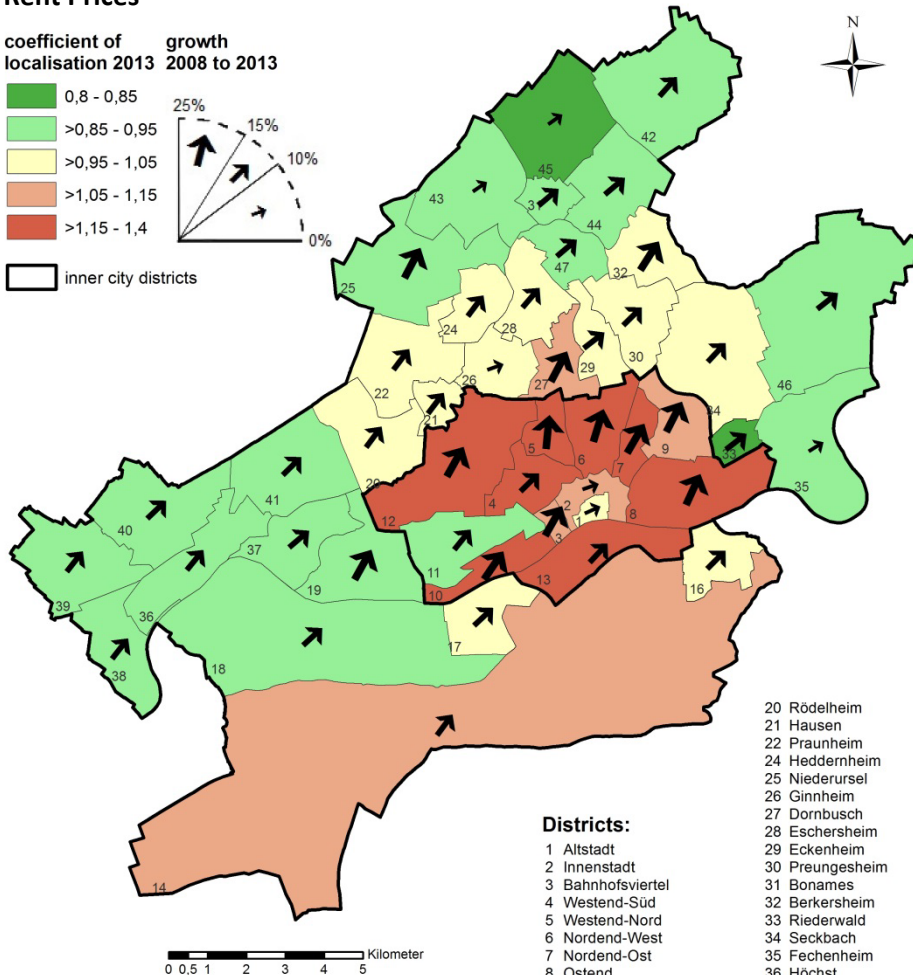 Rent Prices
coefficient of
localisation 2013
growth
2008 to 2013
0,8 - 0,85
>0,85 - 0,95
>0,95 - 1,05
>1,05 - 1,15
>1,15 - 1,4
inner city districts
25%
15%
10%
0%
N
42
45
43
3
44
47
25
32
24
28
46
30
29
22
26
27
21
34
33
9
5
6
7
35
20
41
4
2
8
12
1
40
3
11
37
13
16
19
10
39
36
17
38
18
14
Districts:
1 Altstadt
2 Innenstadt
3 Bahnhofsviertel
4 Westend-Süd
5 Westend-Nord
6 Nordend-West
7 Nordend-Ost
8 Ostend
20 Rödelheim
21 Hausen
22 Praunheim
24 Heddernheim
25 Niederursel
26 Ginnheim
27 Dornbusch
28 Eschersheim
29 Eckenheim
30 Preungesheim
31 Bonames
32 Berkersheim
33 Riederwald
34 Seckbach
35 Fechenheim
36 Höchst
Kilometer
0 0,5 1 2 3 4 5